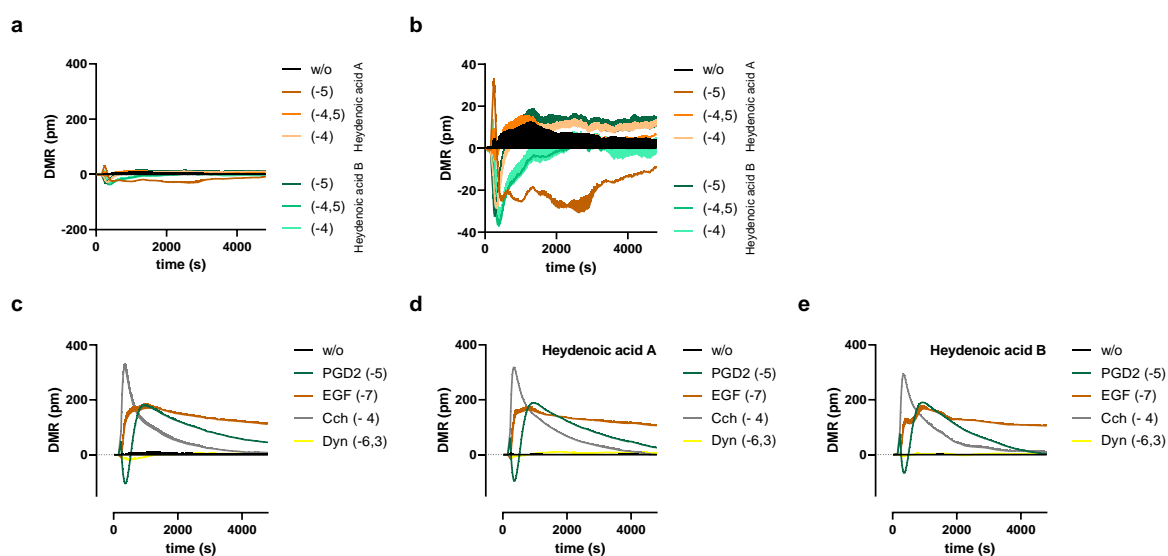 a
400
200
0
-200
0
2000
4000
DMR (pm)
time (s)
w/o
(-5)
(-4,5)
(-4)
Heydenoic acid A
(-5)
(-4,5)
(-4)
Heydenoic acid B
b
40
20
0
-20
-40
0
2000
4000
DMR (pm)
time (s)
w/o
(-5)
(-4,5)
(-4)
Heydenoic acid A
(-5)
(-4,5)
(-4)
Heydenoic acid B
c
400
200
0
0
2000
4000
DMR (pm)
time (s)
w/o
PGD2 (-5)
EGF (-7)
Cch (- 4)
Dyn (-6,3)
d
Heydenoic acid A
400
200
0
0
2000
4000
DMR (pm)
time (s)
w/o
PGD2 (-5)
EGF (-7)
Cch (- 4)
Dyn (-6,3)
e
Heydenoic acid B
400
200
0
0
2000
4000
DMR (pm)
time (s)
w/o
PGD2 (-5)
EGF (-7)
Cch (- 4)
Dyn (-6,3)